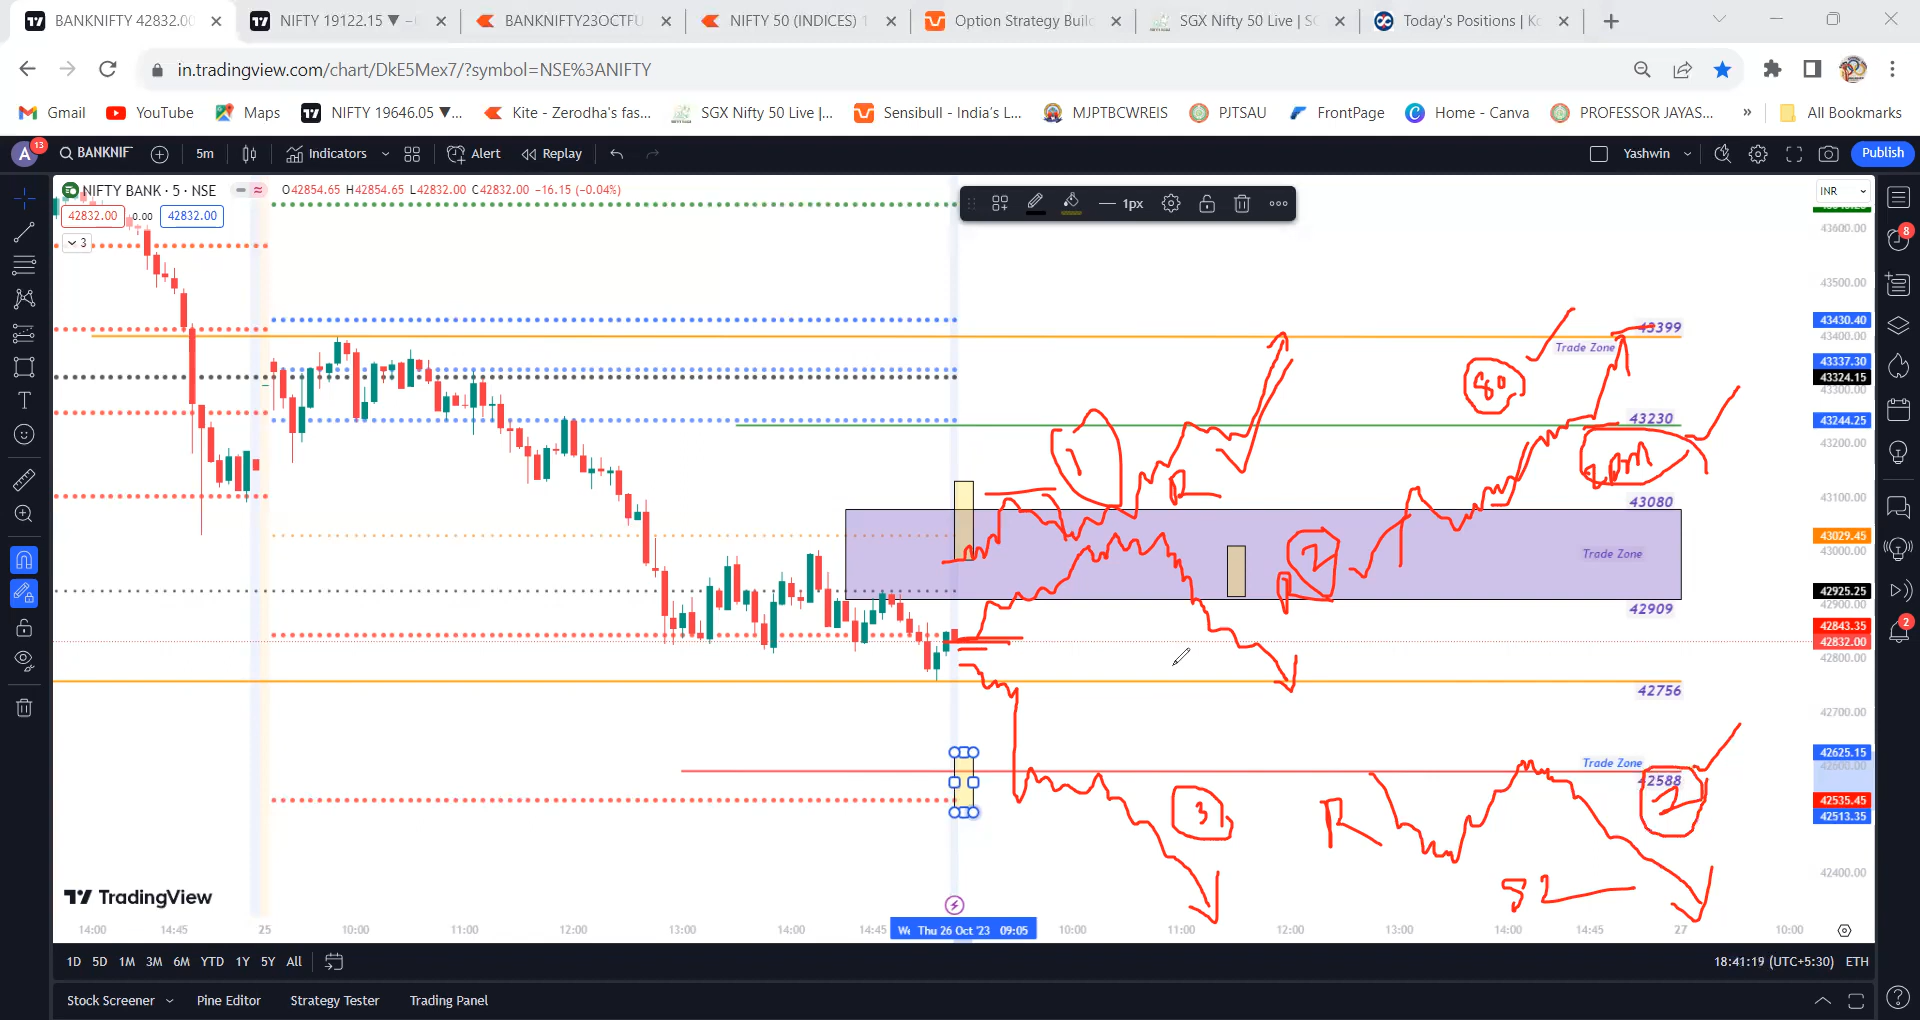 BANKNIFTY 42832.00
NIFTY 19122.15 ▼
BANKNIFTY23OCTFU
NIFTY 50 (INDICES)
Option Strategy Buil
SGX Nifty 50 Live |
Today's Positions |
in.tradingview.com/chart/DkE5Mex7/?symbol=NSE%3ANIFTY
Gmail
YouTube
Maps
NIFTY 19646.05 ▼...
Kite - Zerodha's fas...
SGX Nifty 50 Live |...
Sensibull - India's L...
MJPTBCWREIS
PJTSAU
FrontPage
Home - Canva
PROFESSOR JAYAS...
»
All Bookmarks
A
13
BANKNIF
5m
Indicators
Alert
Replay
Yashwin
Publish
NIFTY BANK · 5 · NSE
O42854.65 H42854.65 L42832.00 C42832.00 -16.15 (-0.04%)
42832.00
0.00
42832.00
3
1px
INR
43600.00
43500.00
43430.40
43400.00
43337.30
43324.15
43300.00
43244.25
43200.00
43100.00
43029.45
43000.00
42925.25
42900.00
42843.35
42832.00
42800.00
42700.00
42625.15
42600.00
42535.45
42513.35
42400.00
43399
Trade Zone
80
43230
1
R
43080
Trade Zone
2
R
42909
42756
Trade Zone
42588
2
3
R
52
TradingView
14:00
14:45
25
10:00
11:00
12:00
13:00
14:00
14:45
Thu 26 Oct '23 09:05
10:00
11:00
12:00
13:00
14:00
14:45
27
10:00
1D
5D
1M
3M
6M
YTD
1Y
5Y
All
18:41:19 (UTC+5:30)
ETH
Stock Screener
Pine Editor
Strategy Tester
Trading Panel
8
2